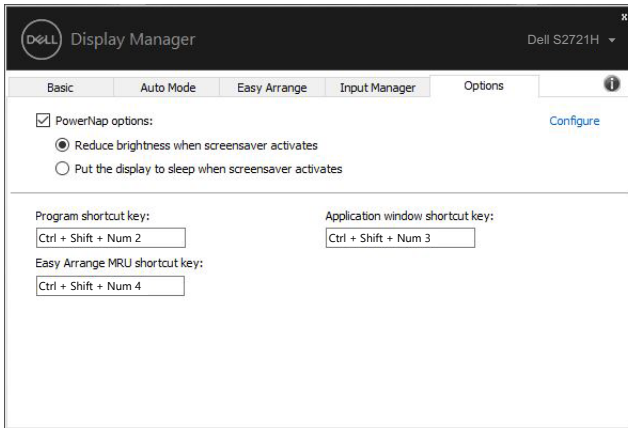 x
DELL Display Manager
Dell S2721H
Basic Auto Mode Easy Arrange Input Manager Options
PowerNap options:
Configure
Reduce brightness when screensaver activates
Put the display to sleep when screensaver activates
Program shortcut key:
Application window shortcut key:
Ctrl + Shift + Num 2
Ctrl + Shift + Num 3
Easy Arrange MRU shortcut key:
Ctrl + Shift + Num 4